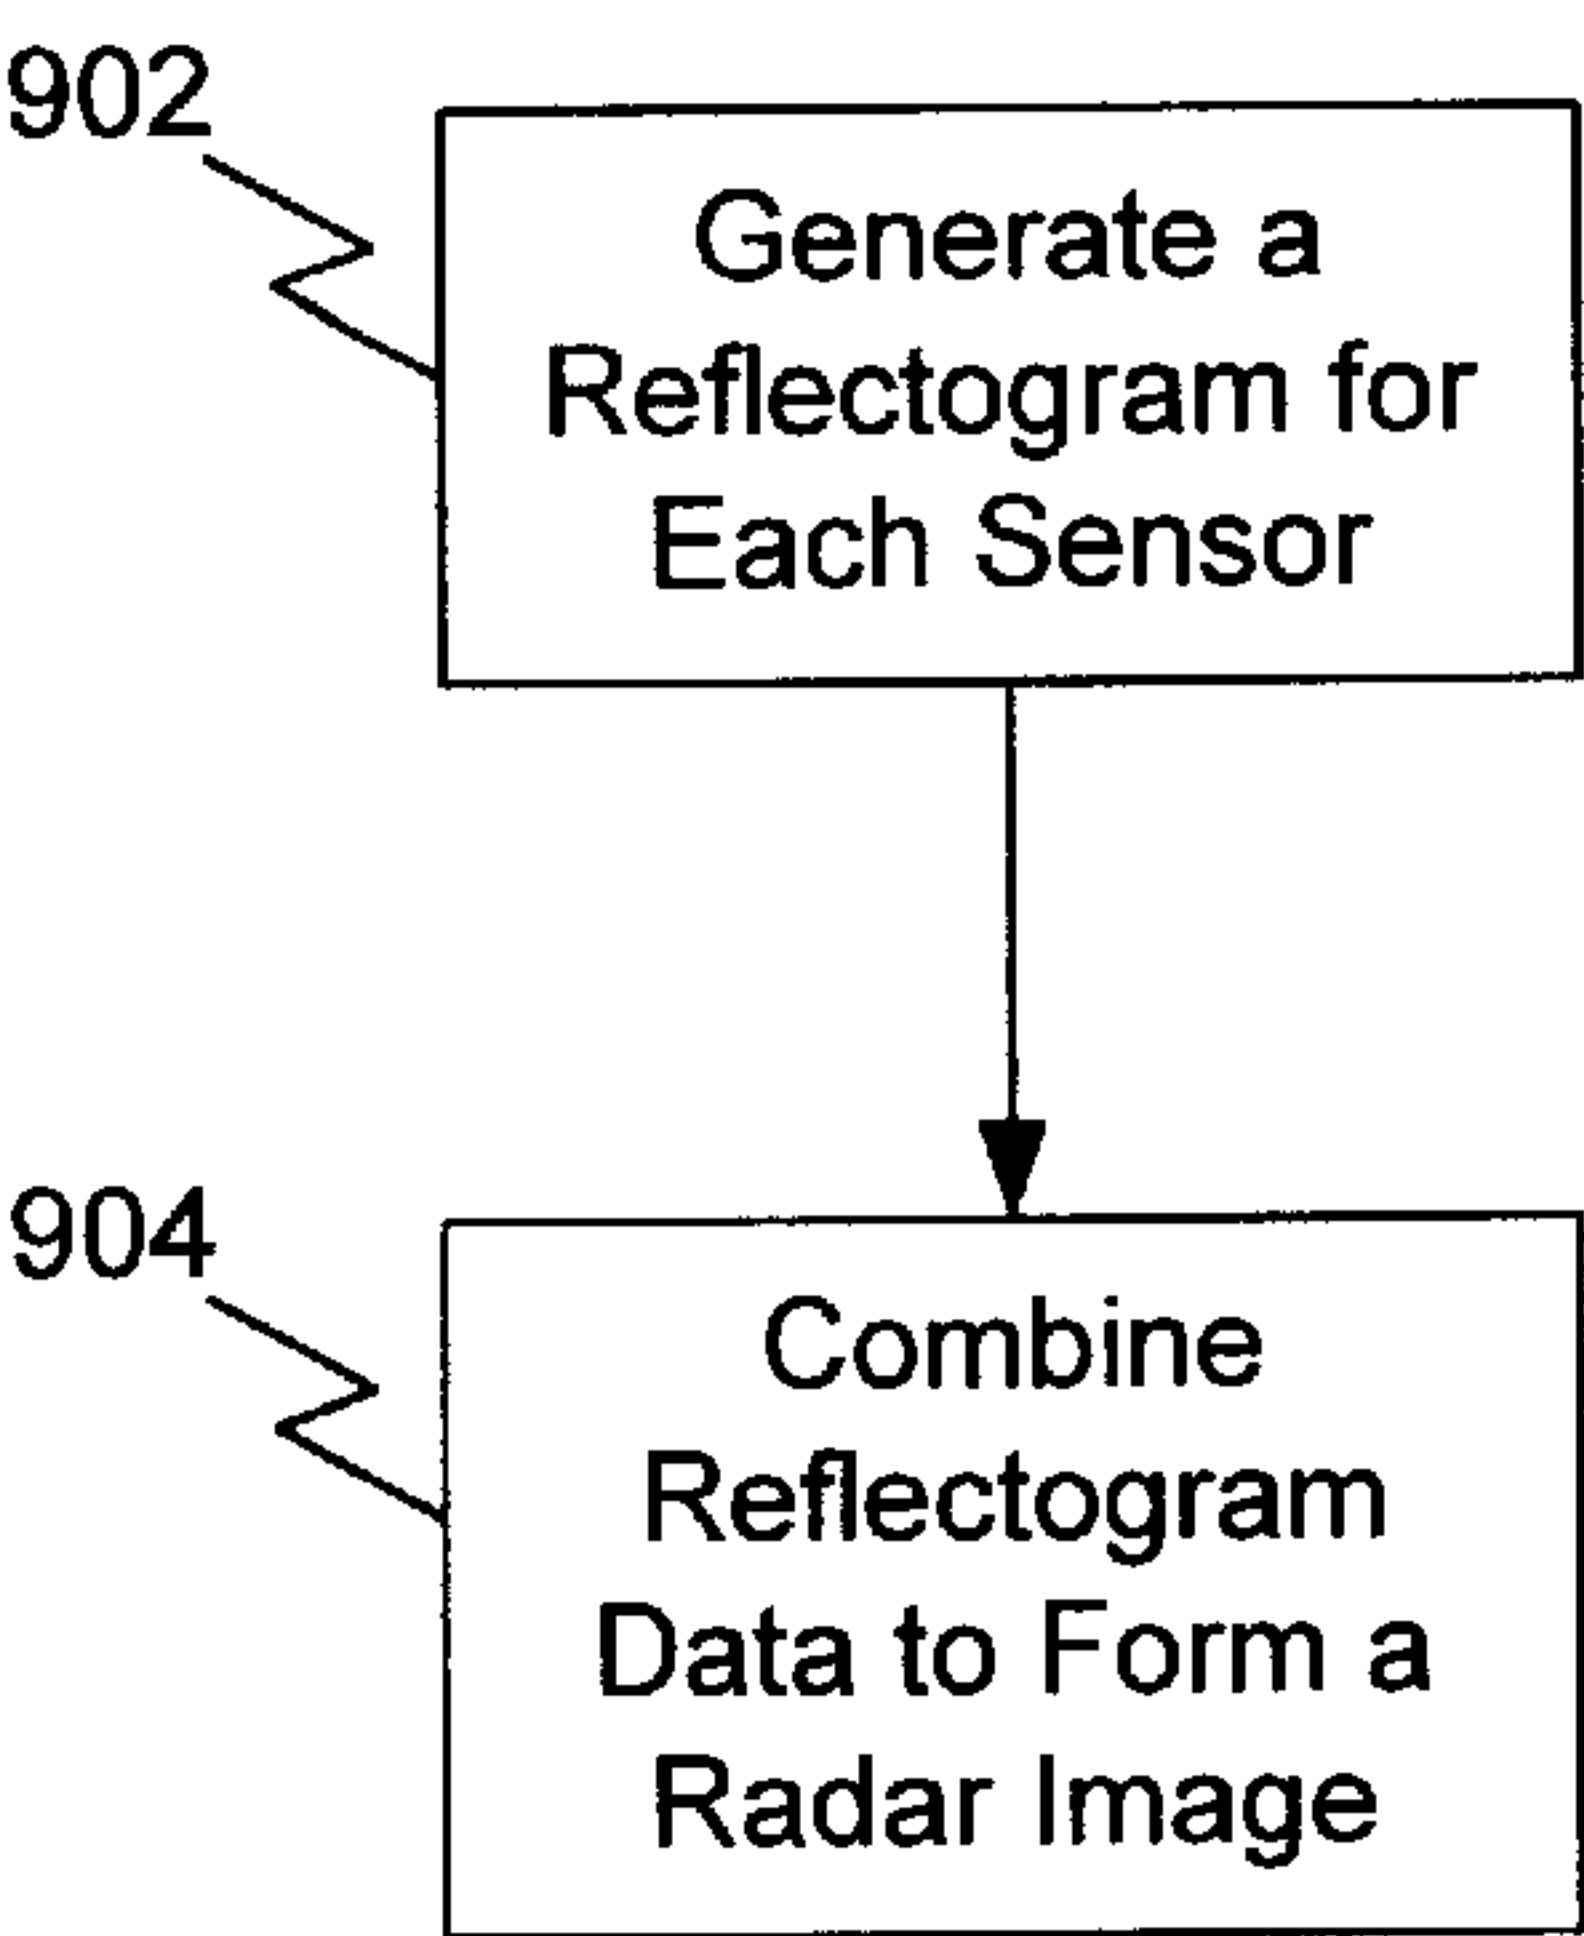 902
Generate a
Reflectogram for
Each Sensor
904
Combine
Reflectogram
Data to Form a
Radar Image